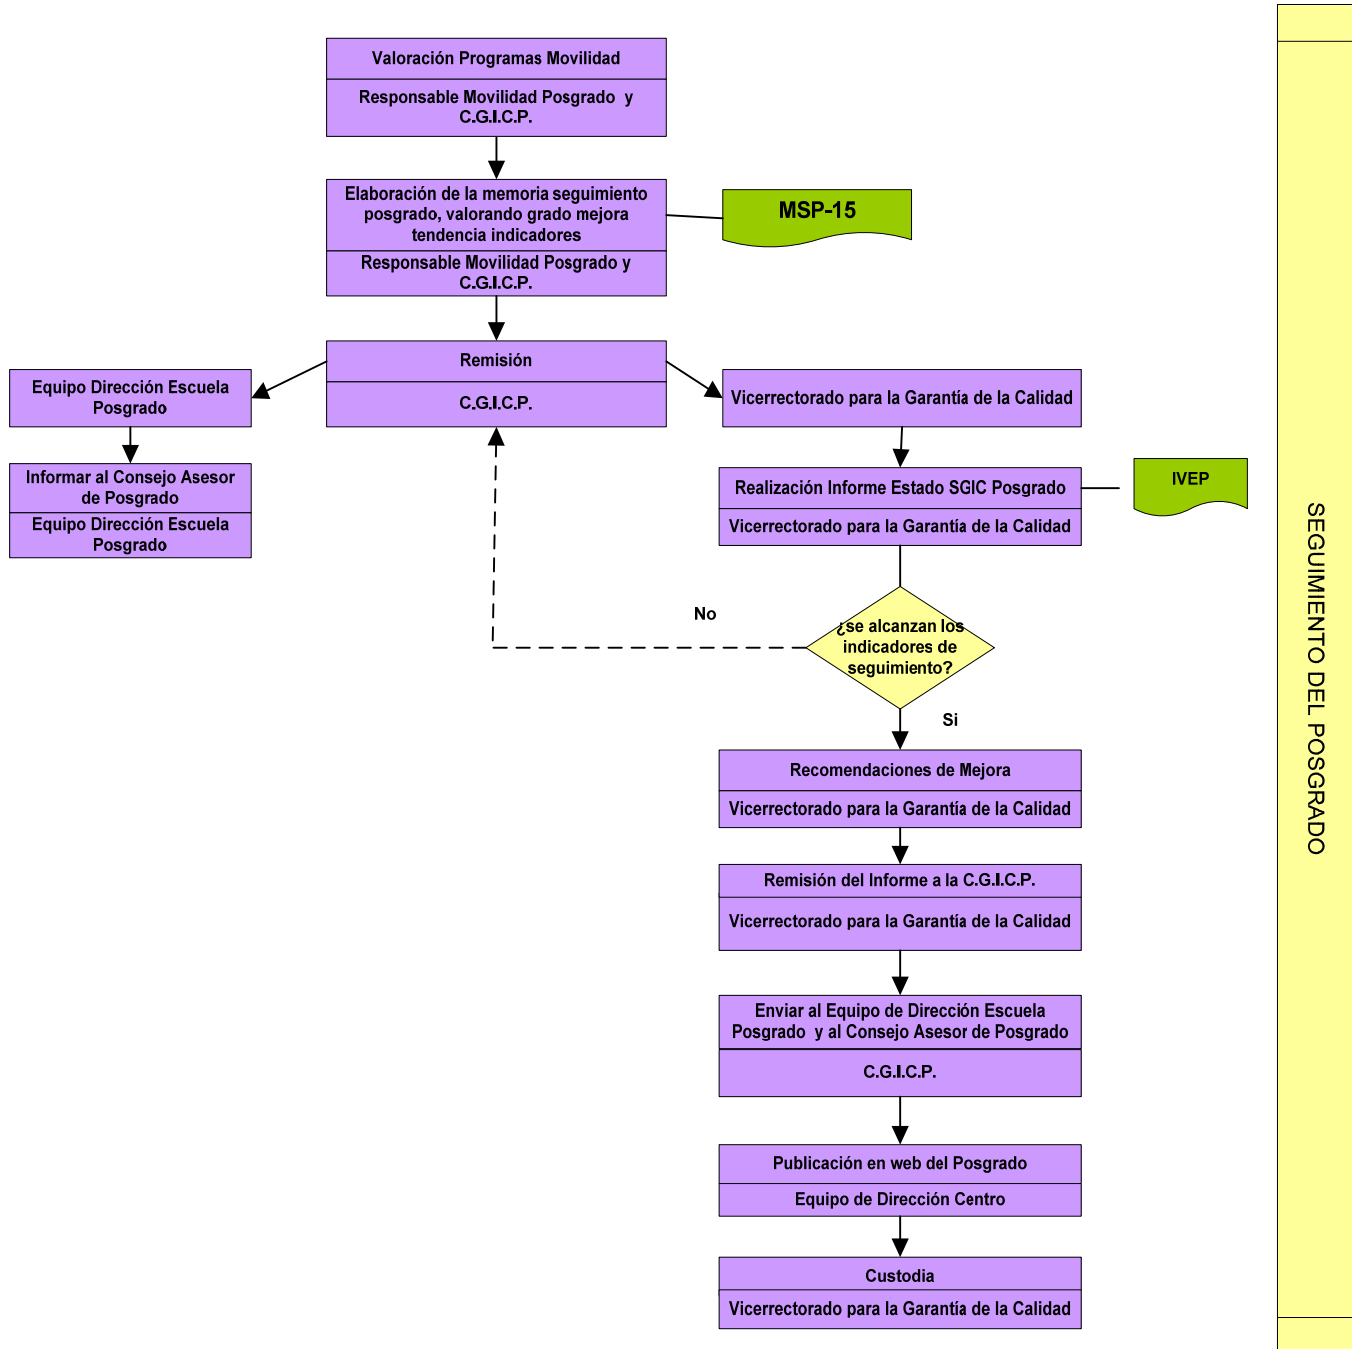 Valoración Programas Movilidad
Responsable Movilidad Posgrado y
C.G.I.C.P.
Elaboración de la memoria seguimiento
posgrado, valorando grado mejora
tendencia indicadores
Responsable Movilidad Posgrado y
C.G.I.C.P.
MSP-15
Remisión
C.G.I.C.P.
Equipo Dirección Escuela
Posgrado
Informar al Consejo Asesor
de Posgrado
Equipo Dirección Escuela
Posgrado
Vicerrectorado para la Garantía de la Calidad
Realización Informe Estado SGIC Posgrado
Vicerrectorado para la Garantía de la Calidad
IVEP
¿se alcanzan los
indicadores de
seguimiento?
No
Si
Recomendaciones de Mejora
Vicerrectorado para la Garantía de la Calidad
Remisión del Informe a la C.G.I.C.P.
Vicerrectorado para la Garantía de la Calidad
Enviar al Equipo de Dirección Escuela
Posgrado y al Consejo Asesor de Posgrado
C.G.I.C.P.
Publicación en web del Posgrado
Equipo de Dirección Centro
Custodia
Vicerrectorado para la Garantía de la Calidad
SEGUIMIENTO DEL POSGRADO